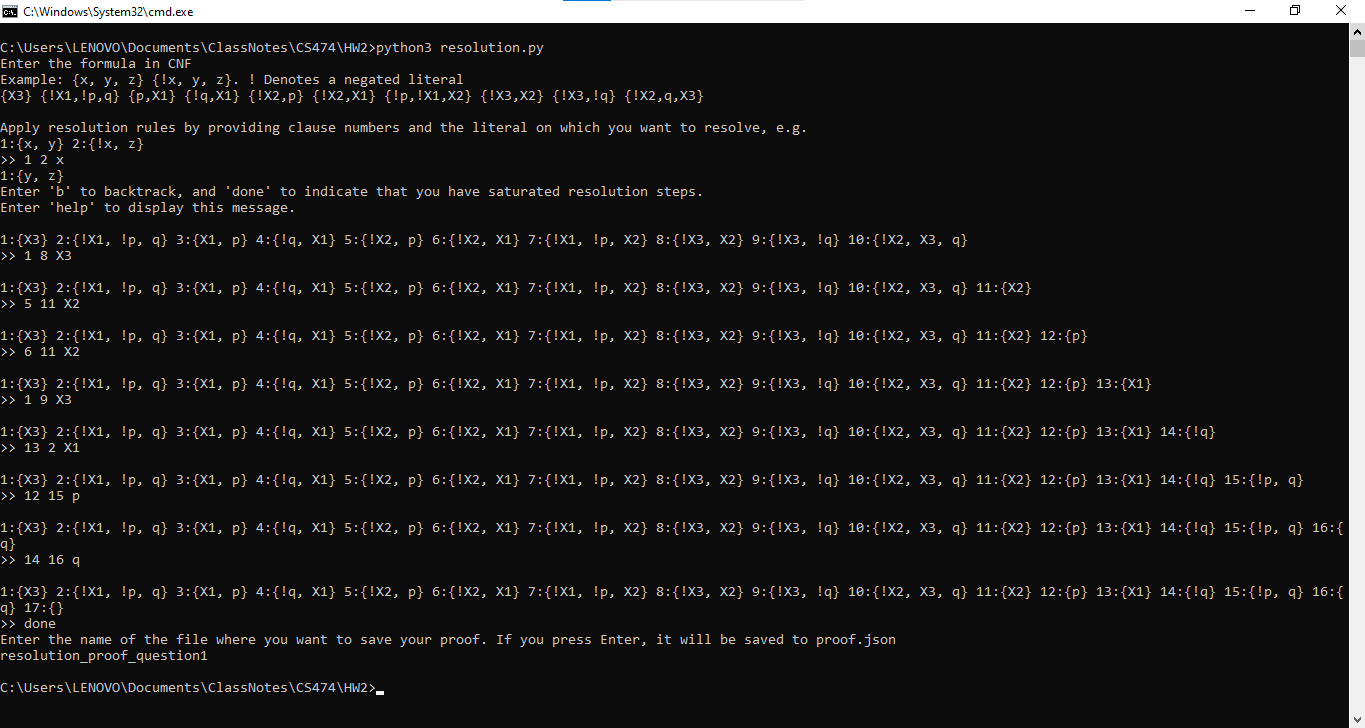 C:\Windows\System32\cmd.exe
C:\Users\LENOVO\Documents\ClassNotes\CS474\HW2>python3 resolution.py
Enter the formula in CNF
Example: {x, y, z} {!x, y, z}. ! Denotes a negated literal
{X3} {!X1,!p,q} {p,X1} {!q,X1} {!X2,p} {!X2,X1} {!p,!X1,X2} {!X3,X2} {!X3,!q} {!X2,q,X3}
Apply resolution rules by providing clause numbers and the literal on which you want to resolve, e.g.
1:{x, y} 2:{!x, z}
>> 1 2 x
1:{y, z}
Enter 'b' to backtrack, and 'done' to indicate that you have saturated resolution steps.
Enter 'help' to display this message.
1:{X3} 2:{!X1, !p, q} 3:{X1, p} 4:{!q, X1} 5:{!X2, p} 6:{!X2, X1} 7:{!X1, !p, X2} 8:{!X3, X2} 9:{!X3, !q} 10:{!X2, X3, q}
>> 1 8 X3
1:{X3} 2:{!X1, !p, q} 3:{X1, p} 4:{!q, X1} 5:{!X2, p} 6:{!X2, X1} 7:{!X1, !p, X2} 8:{!X3, X2} 9:{!X3, !q} 10:{!X2, X3, q} 11:{X2}
>> 5 11 X2
1:{X3} 2:{!X1, !p, q} 3:{X1, p} 4:{!q, X1} 5:{!X2, p} 6:{!X2, X1} 7:{!X1, !p, X2} 8:{!X3, X2} 9:{!X3, !q} 10:{!X2, X3, q} 11:{X2} 12:{p}
>> 6 11 X2
1:{X3} 2:{!X1, !p, q} 3:{X1, p} 4:{!q, X1} 5:{!X2, p} 6:{!X2, X1} 7:{!X1, !p, X2} 8:{!X3, X2} 9:{!X3, !q} 10:{!X2, X3, q} 11:{X2} 12:{p} 13:{X1}
>> 1 9 X3
1:{X3} 2:{!X1, !p, q} 3:{X1, p} 4:{!q, X1} 5:{!X2, p} 6:{!X2, X1} 7:{!X1, !p, X2} 8:{!X3, X2} 9:{!X3, !q} 10:{!X2, X3, q} 11:{X2} 12:{p} 13:{X1} 14:{!q}
>> 13 2 X1
1:{X3} 2:{!X1, !p, q} 3:{X1, p} 4:{!q, X1} 5:{!X2, p} 6:{!X2, X1} 7:{!X1, !p, X2} 8:{!X3, X2} 9:{!X3, !q} 10:{!X2, X3, q} 11:{X2} 12:{p} 13:{X1} 14:{!q} 15:{!p, q}
>> 12 15 p
1:{X3} 2:{!X1, !p, q} 3:{X1, p} 4:{!q, X1} 5:{!X2, p} 6:{!X2, X1} 7:{!X1, !p, X2} 8:{!X3, X2} 9:{!X3, !q} 10:{!X2, X3, q} 11:{X2} 12:{p} 13:{X1} 14:{!q} 15:{!p, q} 16:{
q}
>> 14 16 q
1:{X3} 2:{!X1, !p, q} 3:{X1, p} 4:{!q, X1} 5:{!X2, p} 6:{!X2, X1} 7:{!X1, !p, X2} 8:{!X3, X2} 9:{!X3, !q} 10:{!X2, X3, q} 11:{X2} 12:{p} 13:{X1} 14:{!q} 15:{!p, q} 16:{
q} 17:{}
>> done
Enter the name of the file where you want to save your proof. If you press Enter, it will be saved to proof.json
resolution_proof_question1
C:\Users\LENOVO\Documents\ClassNotes\CS474\HW2>